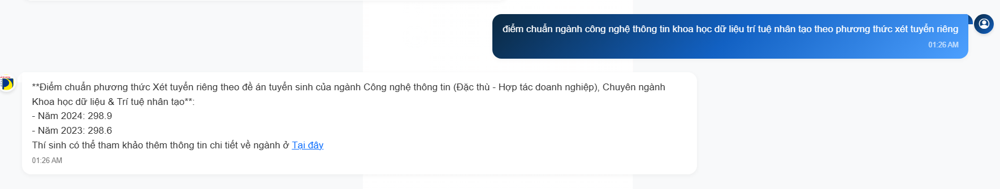 điểm chuẩn ngành công nghệ thông tin khoa học dữ liệu trí tuệ nhân tạo theo phương thức xét tuyển riêng
01:26 AM
**Điểm chuẩn phương thức Xét tuyển riêng theo đề án tuyển sinh của ngành Công nghệ thông tin (Đặc thù - Hợp tác doanh nghiệp), Chuyên ngành
Khoa học dữ liệu & Trí tuệ nhân tạo**:
- Năm 2024: 298.9
- Năm 2023: 298.6
Thí sinh có thể tham khảo thêm thông tin chi tiết về ngành ở Tại đây
01:26 AM